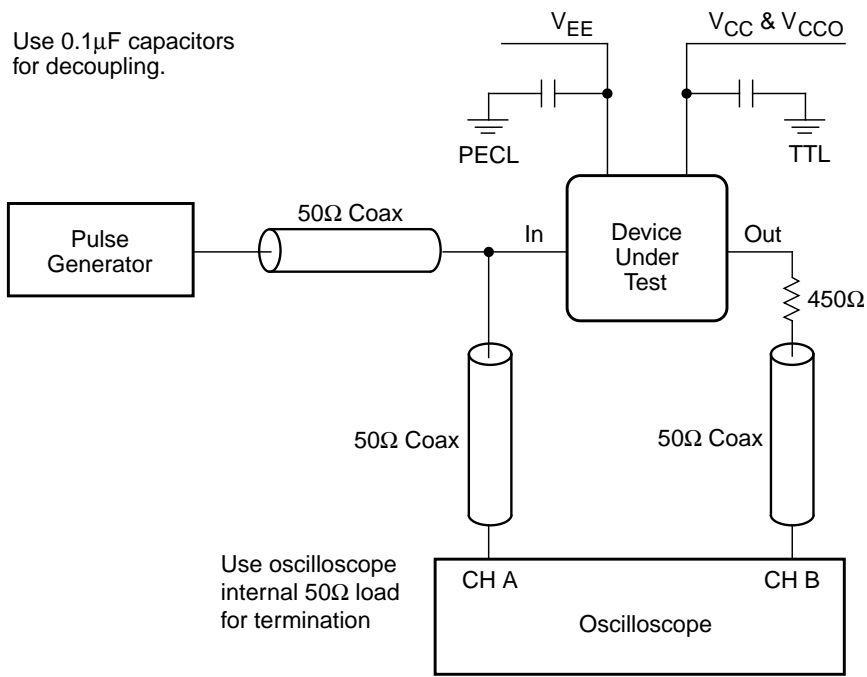 Use 0.1μF capacitors
for decoupling.
V_EE
V_CC & V_CCO
PECL
TTL
Pulse
Generator
50Ω Coax
In
Device
Under
Test
Out
450Ω
50Ω Coax
50Ω Coax
Use oscilloscope
internal 50Ω load
for termination
CH A
CH B
Oscilloscope